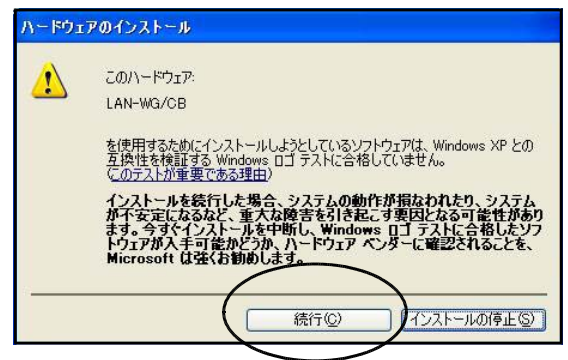 ハードウェアのインストール
このハードウェア:
LAN-WG/CB
を使用するためにインストールしようとしているソフトウェアは、Windows XP との
互換性を検証する Windows ロゴ テストに合格していません。
(このテストが重要である理由)
インストールを続行した場合、システムの動作が損なわれたり、システム
が不安定になるなど、重大な障害を引き起こす要因となる可能性があり
ます。今すぐインストールを中断し、Windows ロゴ テストに合格したソフ
トウェアが入手可能かどうか、ハードウェア ベンダーに確認されることを、
Microsoft は強くお勧めします。
続行(C)
インストールの停止(S)